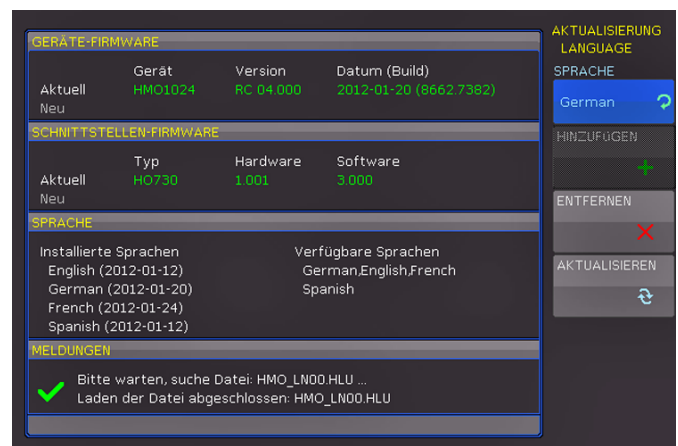 GERÄTE-FIRMWARE
Gerät Version Datum (Build)
Aktuell HMO1024 RC 04.000 2012-01-20 (8662.7382)
Neu
SCHNITTSTELLEN-FIRMWARE
Typ Hardware Software
Aktuell HO730 1.001 3.000
Neu
SPRACHE
Installierte Sprachen Verfügbare Sprachen
English (2012-01-12) German,English,French
German (2012-01-20) Spanish
French (2012-01-24)
Spanish (2012-01-12)
MELDUNGEN
Bitte warten, suche Datei: HMO_LN00.HLU ...
Laden der Datei abgeschlossen: HMO_LN00.HLU
AKTUALISIERUNG
LANGUAGE
SPRACHE
German
HINZUFüGEN
ENTFERNEN
AKTUALISIEREN